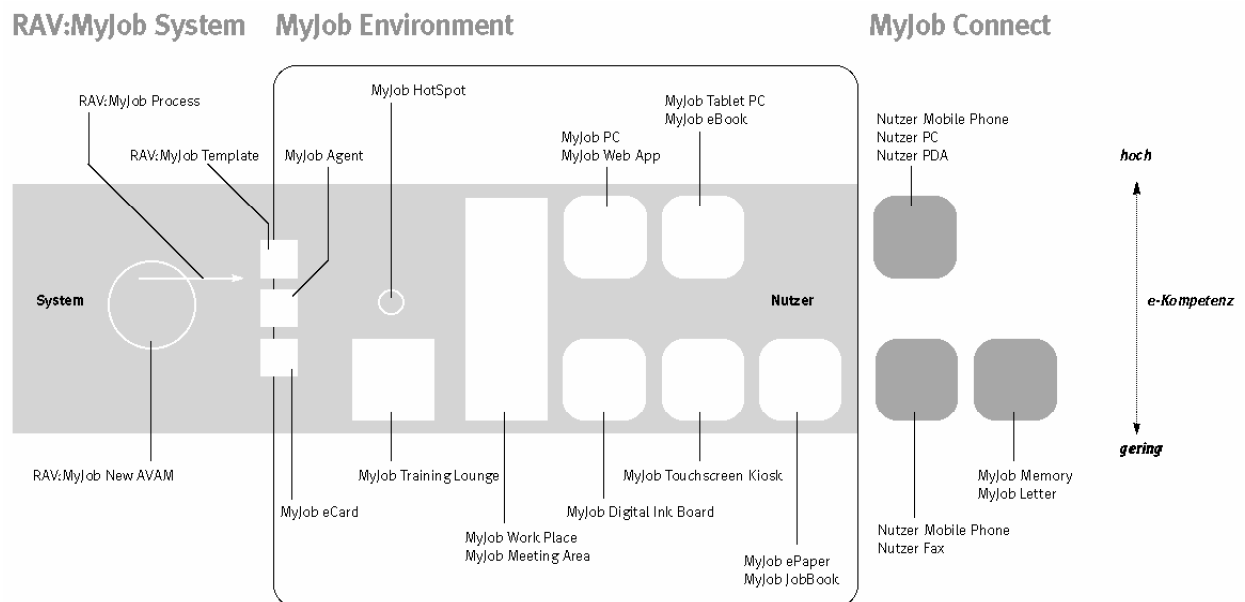 RAV:MyJob System
MyJob Environment
MyJob Connect
RAV:MyJob Process
RAV:MyJob Template
MyJob HotSpot
MyJob Agent
MyJob PC
MyJob Web App
MyJob Tablet PC
MyJob eBook
Nutzer Mobile Phone
Nutzer PC
Nutzer PDA
hoch
System
Nutzer
e-Kompetenz
gering
RAV:MyJob New AVAM
MyJob eCard
MyJob Training Lounge
MyJob Work Place
MyJob Meeting Area
MyJob Digital Ink Board
MyJob Touchscreen Kiosk
MyJob ePaper
MyJob JobBook
Nutzer Mobile Phone
Nutzer Fax
MyJob Memory
MyJob Letter